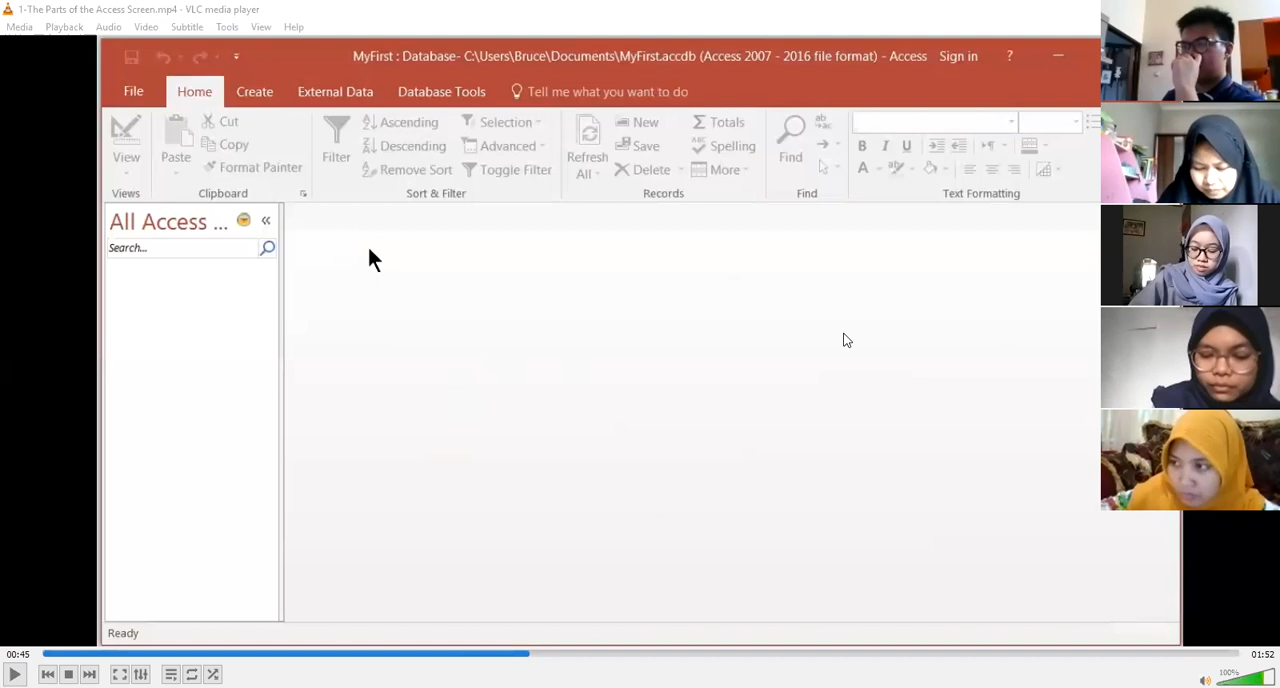 1-The Parts of the Access Screen.mp4 - VLC media player
Media Playback Audio Video Subtitle Tools View Help
MyFirst : Database- C:\Users\Bruce\Documents\MyFirst.accdb (Access 2007 - 2016 file format) - Access Sign in ?
File Home Create External Data Database Tools Tell me what you want to do
Cut Ascending Selection New Totals
Copy Descending Advanced Save Spelling B I U
View Paste Format Painter Filter Remove Sort Toggle Filter Refresh All Delete More Find A
Views Clipboard Sort & Filter Records Find Text Formatting
All Access ... «
Search...
Ready
00:45 01:52
100%